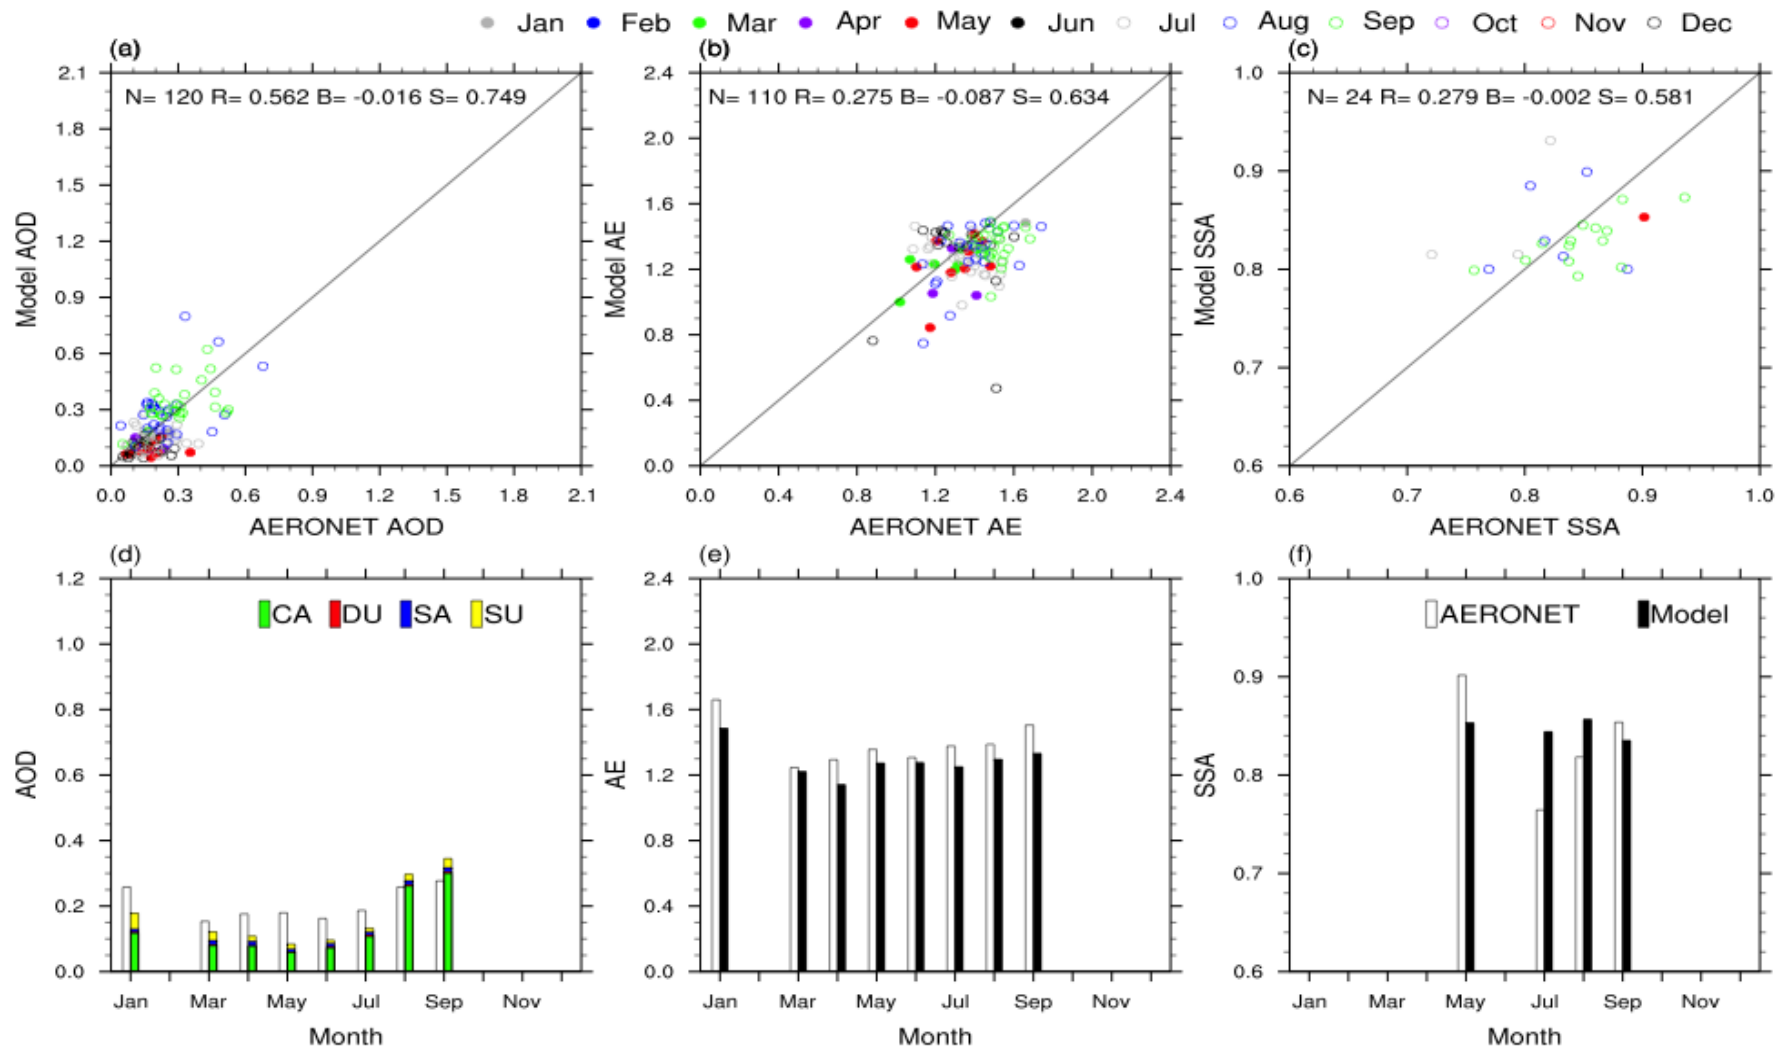 Jan Feb Mar Apr May Jun Jul Aug Sep Oct Nov Dec
(a) (b) (c)
N= 120 R= 0.562 B= -0.016 S= 0.749
2.1
1.8
1.5
1.2
0.9
0.6
0.3
0.0
Model AOD
0.0 0.3 0.6 0.9 1.2 1.5 1.8 2.1
AERONET AOD
N= 110 R= 0.275 B= -0.087 S= 0.634
2.4
2.0
1.6
1.2
0.8
0.4
0.0
Model AE
0.0 0.4 0.8 1.2 1.6 2.0 2.4
AERONET AE
N= 24 R= 0.279 B= -0.002 S= 0.581
1.0
0.9
0.8
0.7
0.6
Model SSA
0.6 0.7 0.8 0.9 1.0
AERONET SSA
(d) (e) (f)
CA DU SA SU
1.2
1.0
0.8
0.6
0.4
0.2
0.0
AOD
Jan Mar May Jul Sep Nov
Month
2.4
2.0
1.6
1.2
0.8
0.4
0.0
AE
Jan Mar May Jul Sep Nov
Month
AERONET Model
1.0
0.9
0.8
0.7
0.6
SSA
Jan Mar May Jul Sep Nov
Month